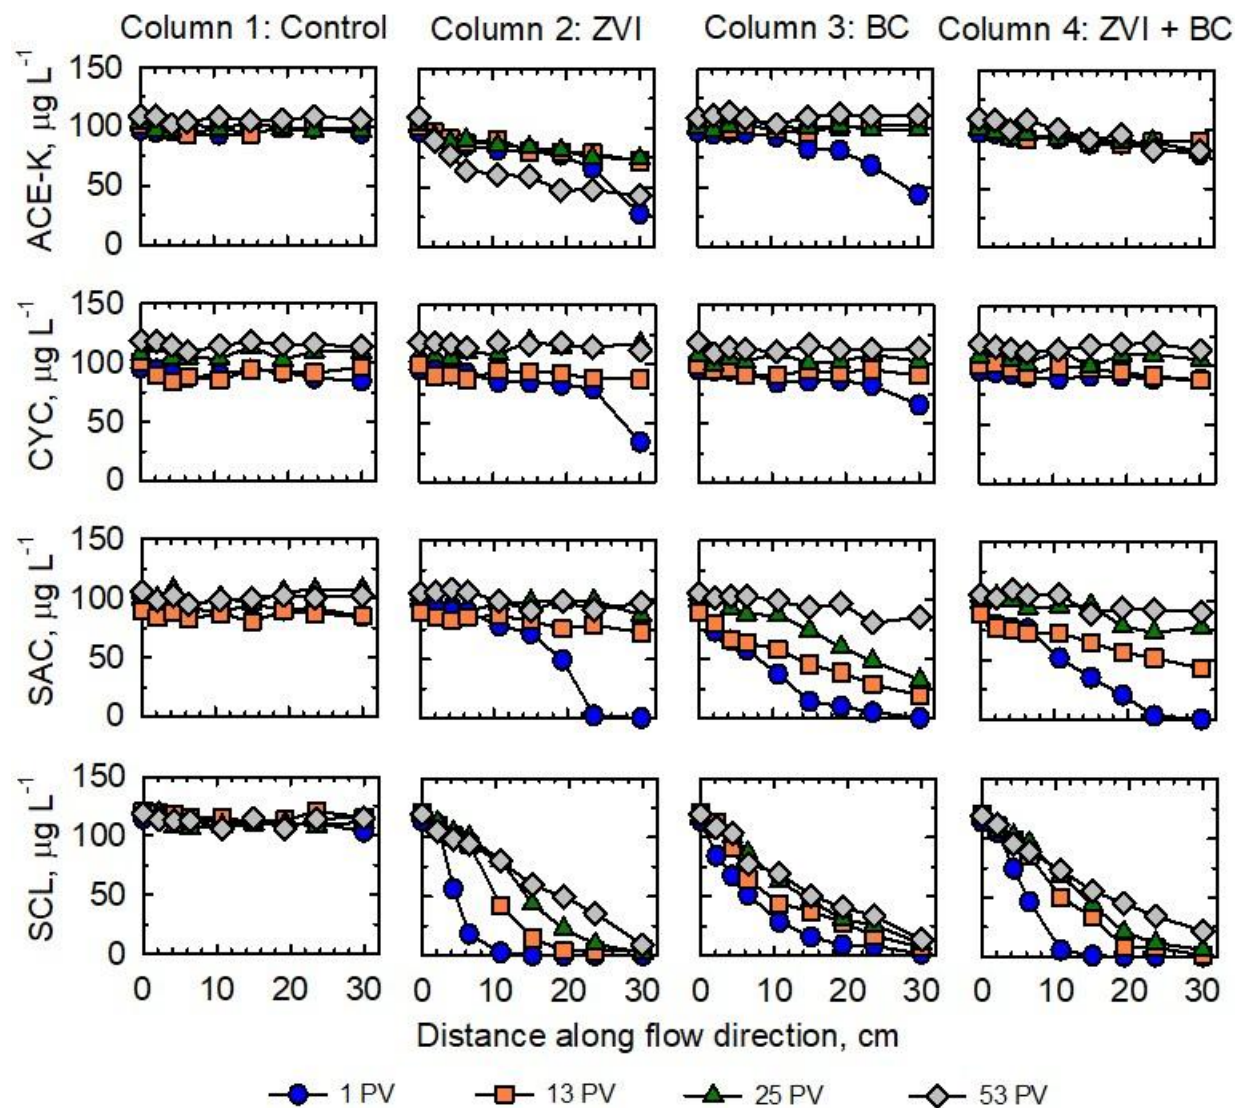 Column 1: Control Column 2: ZVI Column 3: BC Column 4: ZVI + BC
ACE-K, µg L⁻¹
150
100
50
0
CYC, µg L⁻¹
150
100
50
0
SAC, µg L⁻¹
150
100
50
0
SCL, µg L⁻¹
150
100
50
0
0 10 20 30 0 10 20 30 0 10 20 30 0 10 20 30
Distance along flow direction, cm
1 PV 13 PV 25 PV 53 PV